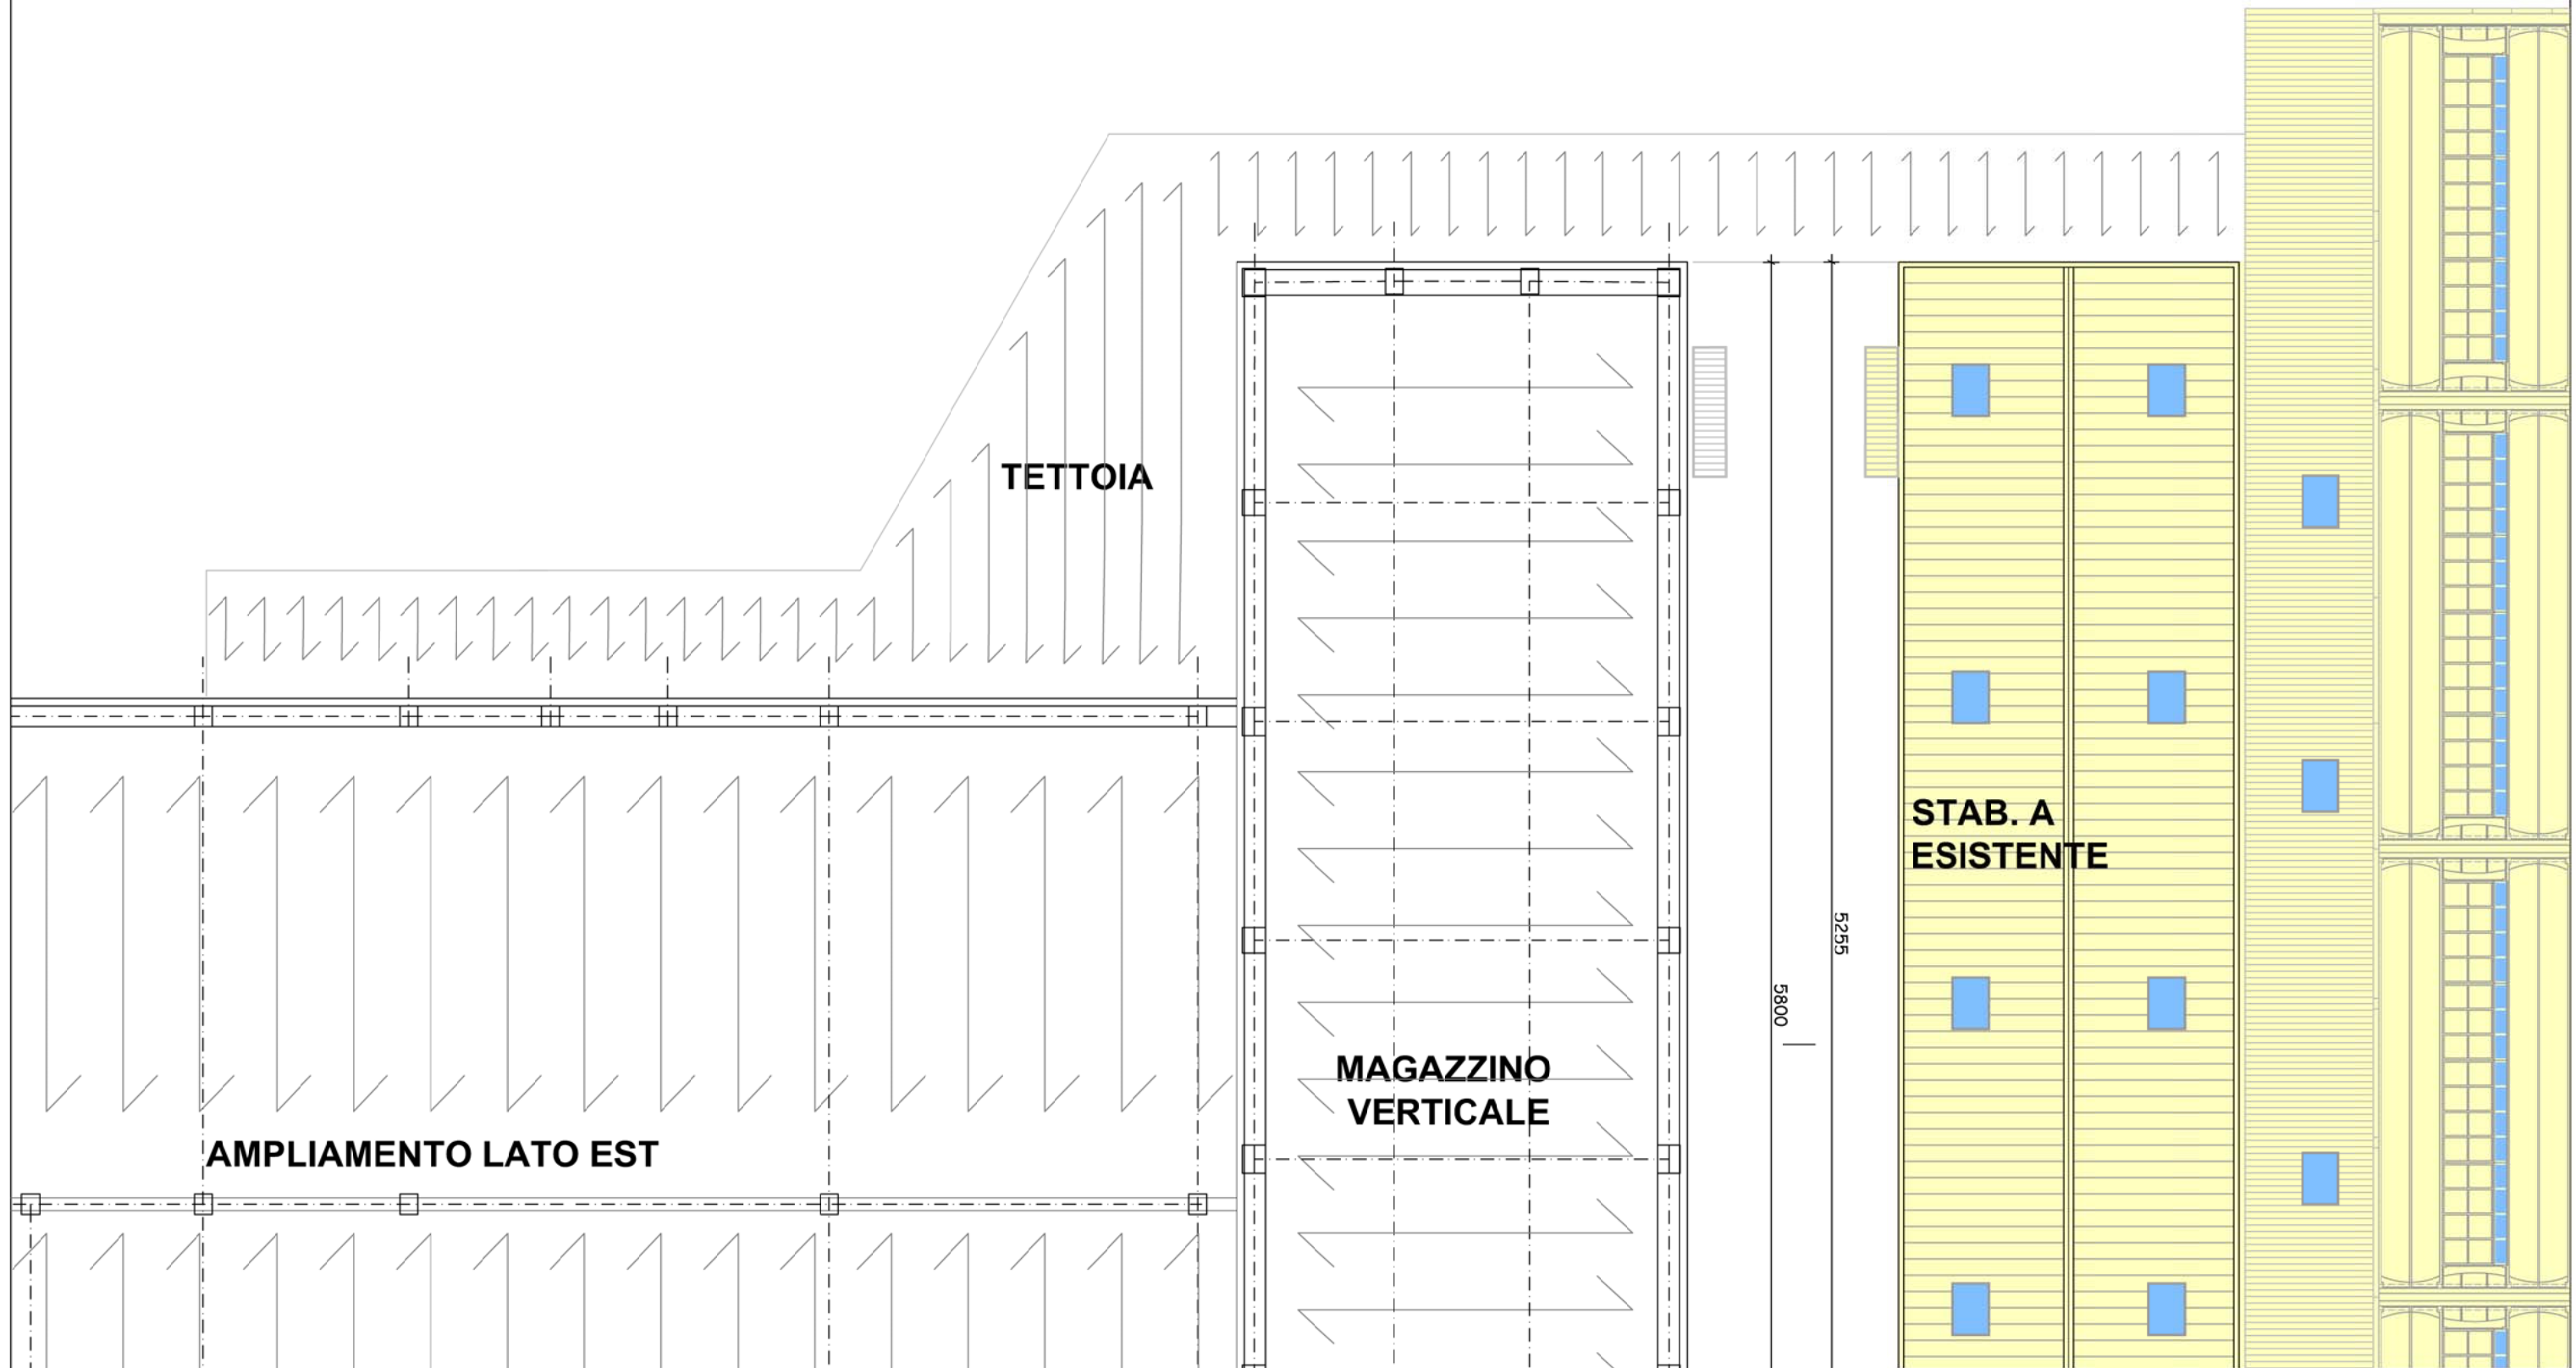 TETTOIA
STAB. A
ESISTENTE
5255
5800
MAGAZZINO
VERTICALE
AMPLIAMENTO LATO EST